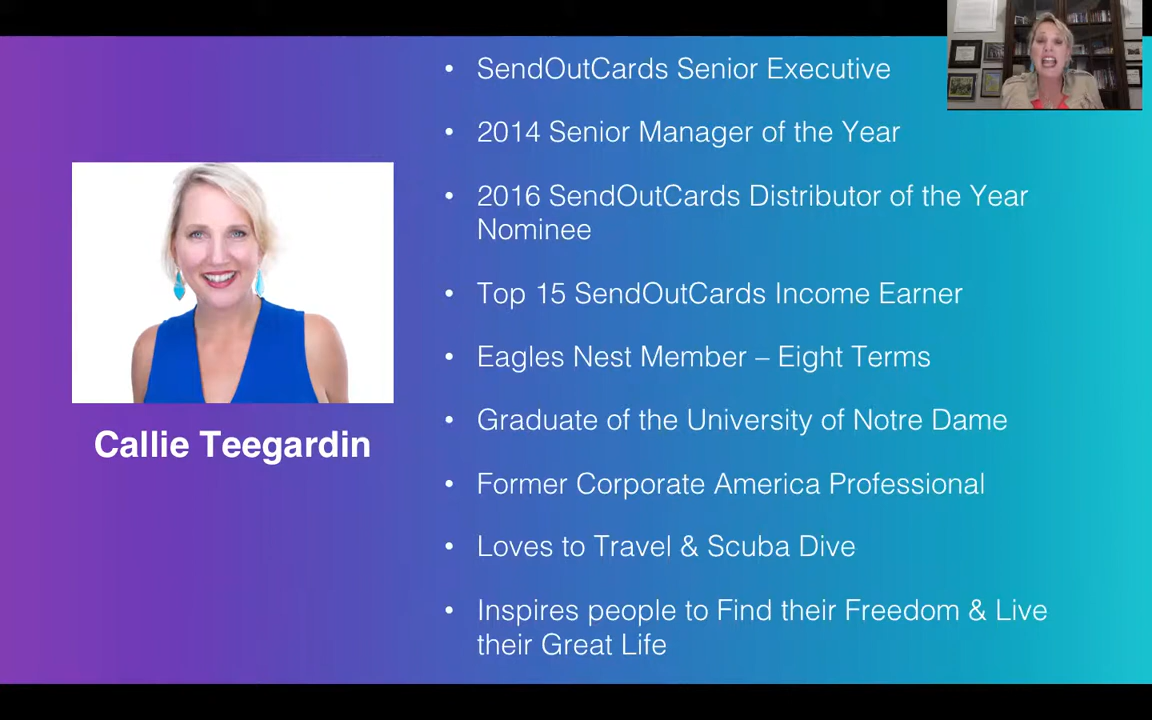 SendOutCards Senior Executive
2014 Senior Manager of the Year
2016 SendOutCards Distributor of the Year
Nominee
Top 15 SendOutCards Income Earner
Eagles Nest Member – Eight Terms
Graduate of the University of Notre Dame
Former Corporate America Professional
Loves to Travel & Scuba Dive
Inspires people to Find their Freedom & Live
their Great Life
Callie Teegardin